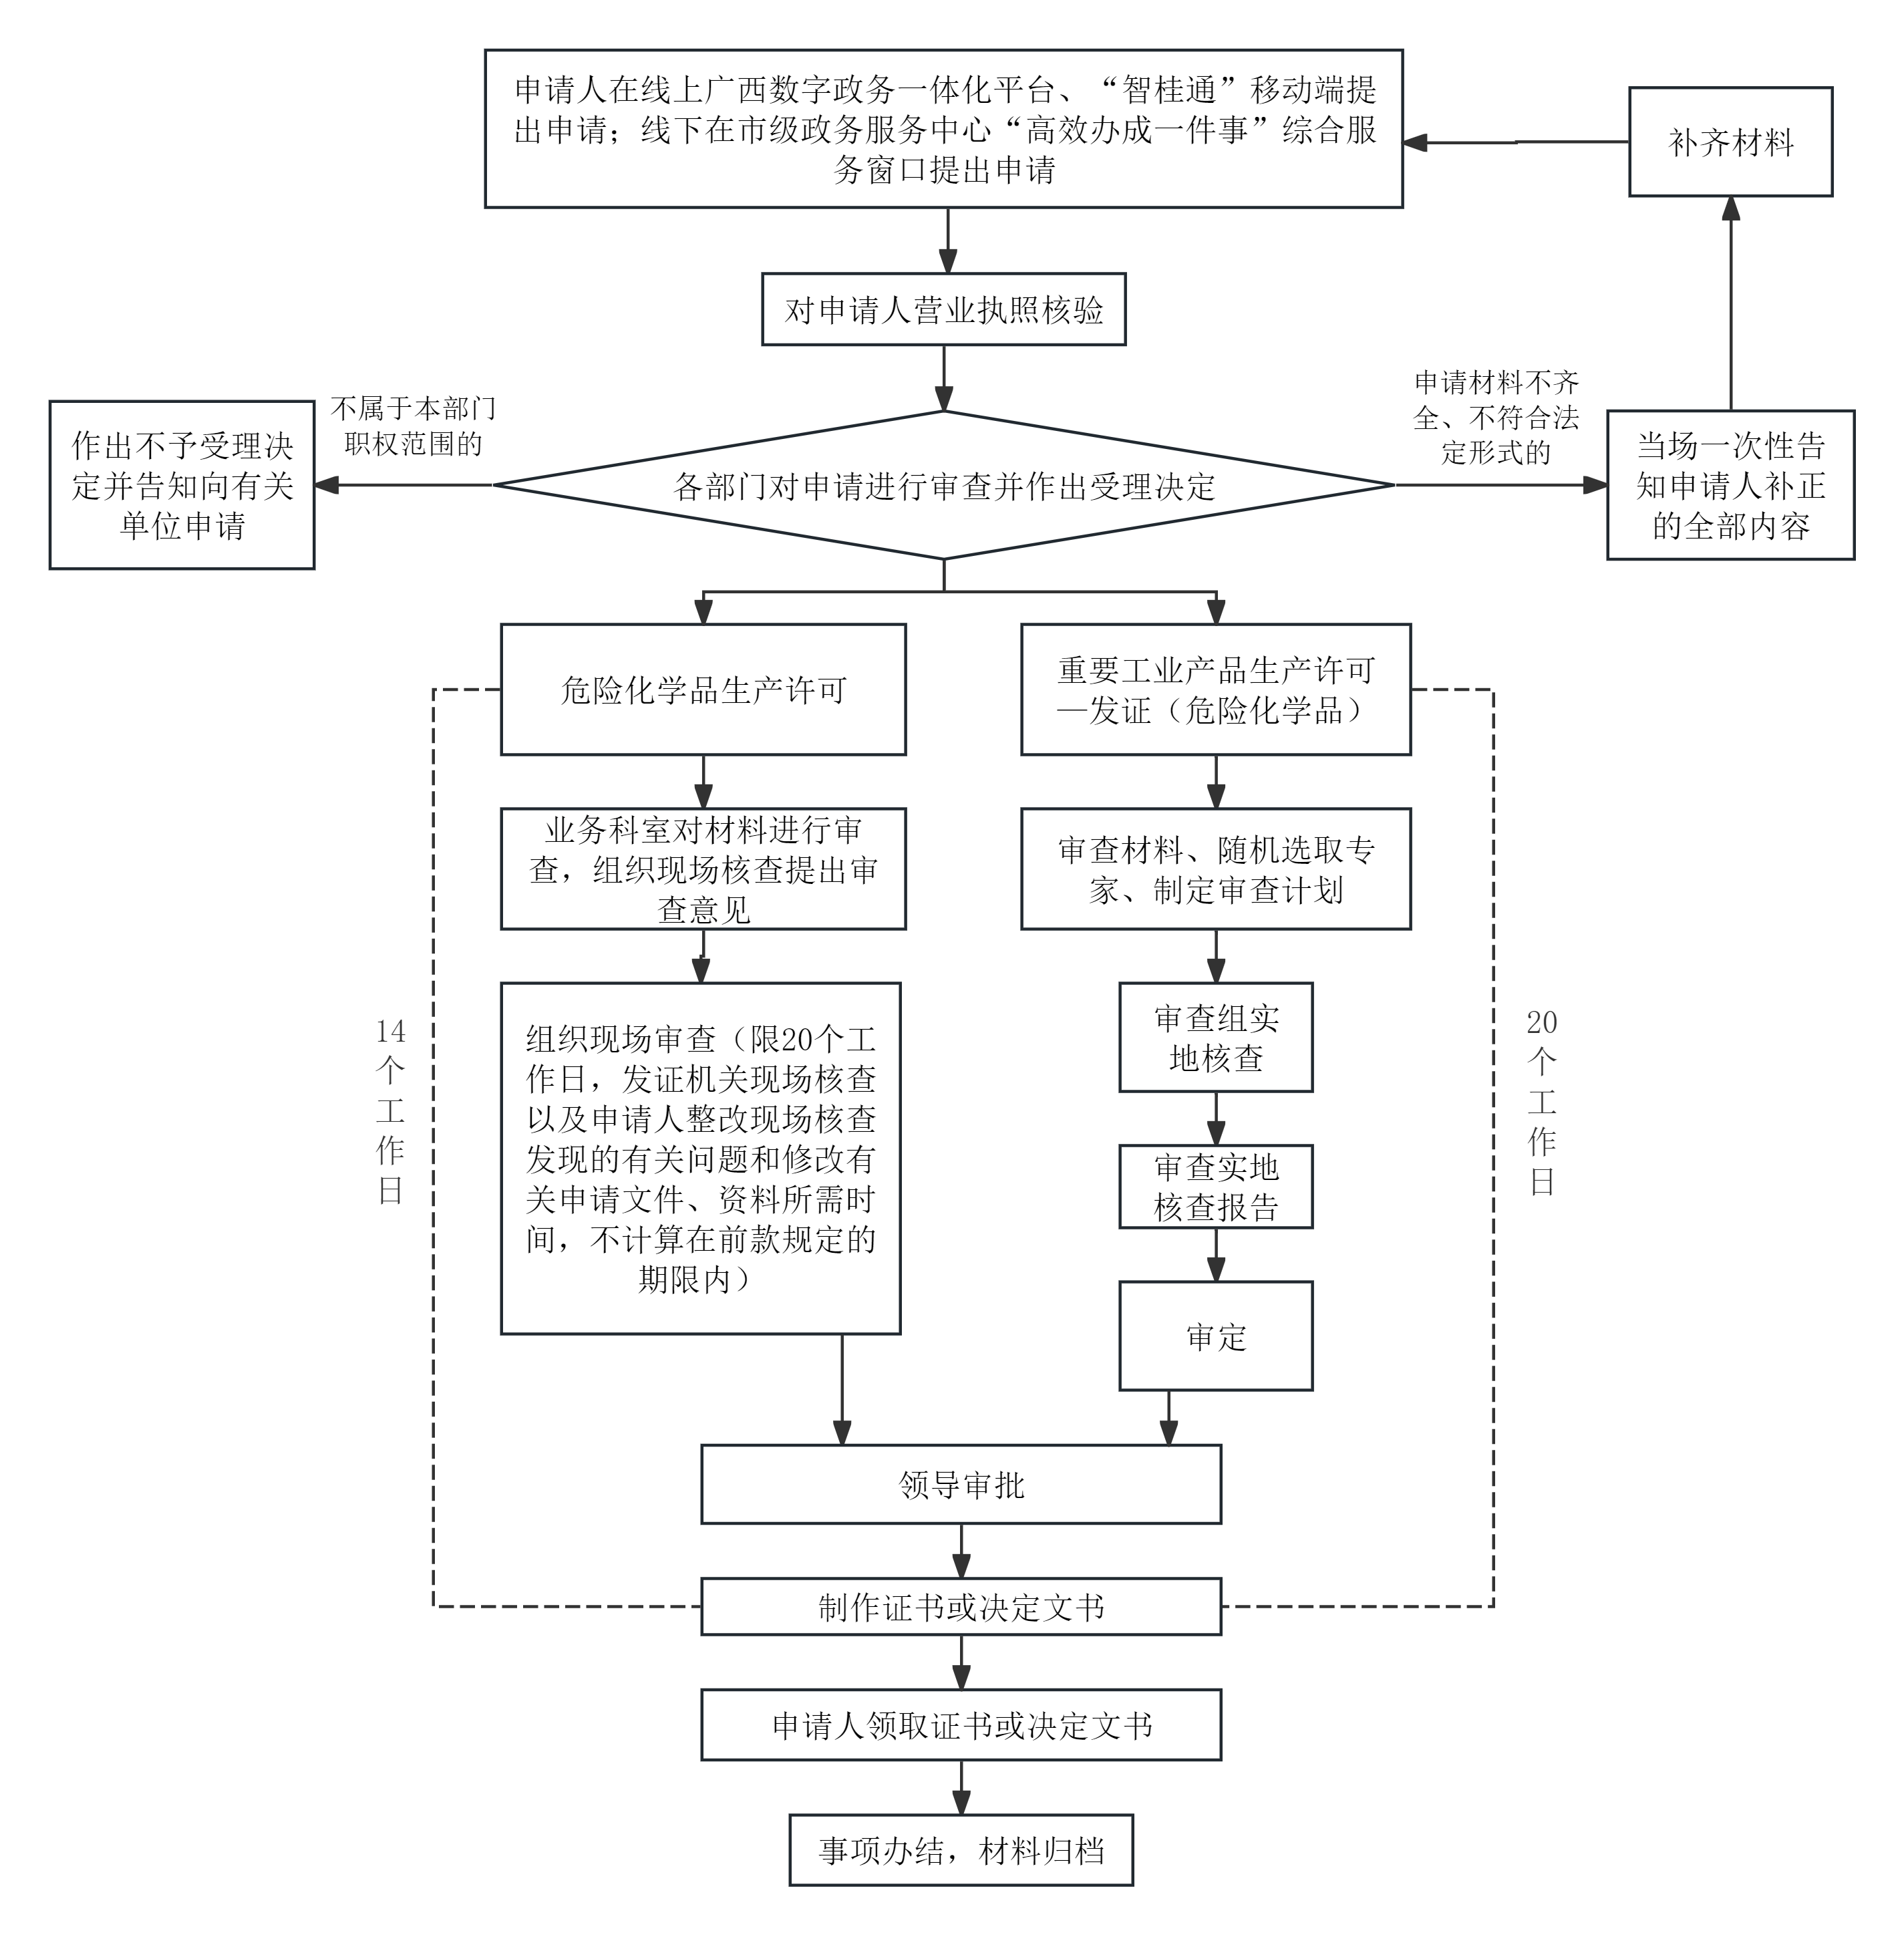 申请人在线上广西数字政务一体化平台、“智桂通”移动端提
出申请；线下在市级政务服务中心“高效办成一件事”综合服
务窗口提出申请
补齐材料
对申请人营业执照核验
不属于本部门
职权范围的
申请材料不齐
全、不符合法
定形式的
作出不予受理决
定并告知向有关
单位申请
各部门对申请进行审查并作出受理决定
当场一次性告
知申请人补正
的全部内容
危险化学品生产许可
重要工业产品生产许可
—发证（危险化学品）
业务科室对材料进行审
查，组织现场核查提出审
查意见
审查材料、随机选取专
家、制定审查计划
14
个
工
作
日
组织现场审查（限20个工
作日，发证机关现场核查
以及申请人整改现场核查
发现的有关问题和修改有
关申请文件、资料所需时
间，不计算在前款规定的
期限内）
审查组实
地核查
审查实地
核查报告
审定
20
个
工
作
日
领导审批
制作证书或决定文书
申请人领取证书或决定文书
事项办结，材料归档